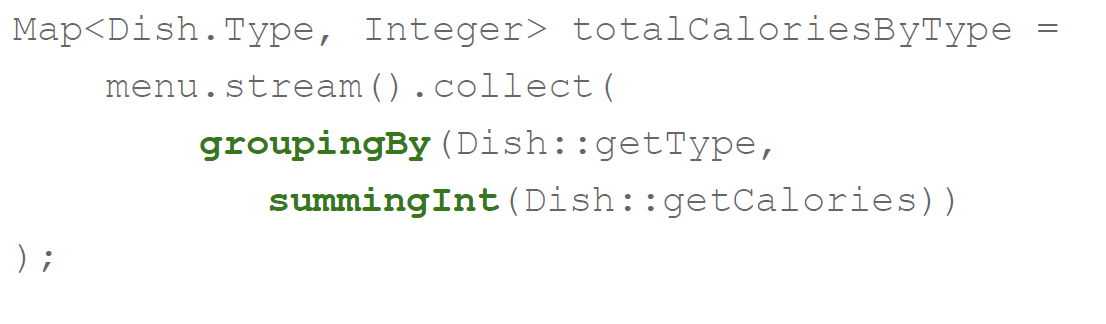 Map<Dish.Type, Integer> totalCaloriesByType =
    menu.stream().collect(
        groupingBy(Dish::getType,
           summingInt(Dish::getCalories))
);